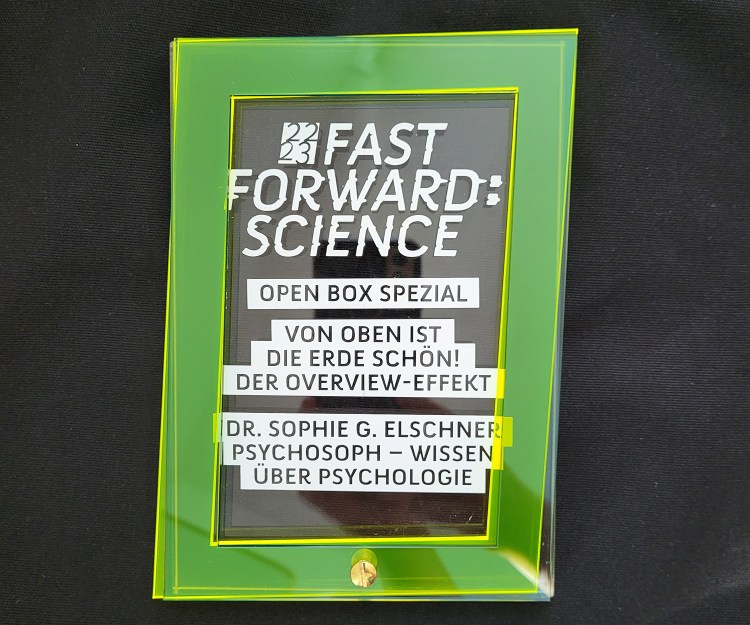 22 23 FAST
FORWARD:
SCIENCE
OPEN BOX SPEZIAL
VON OBEN IST
DIE ERDE SCHÖN!
DER OVERVIEW-EFFEKT
DR. SOPHIE G. ELSCHNER
PSYCHOSOPH – WISSEN
ÜBER PSYCHOLOGIE